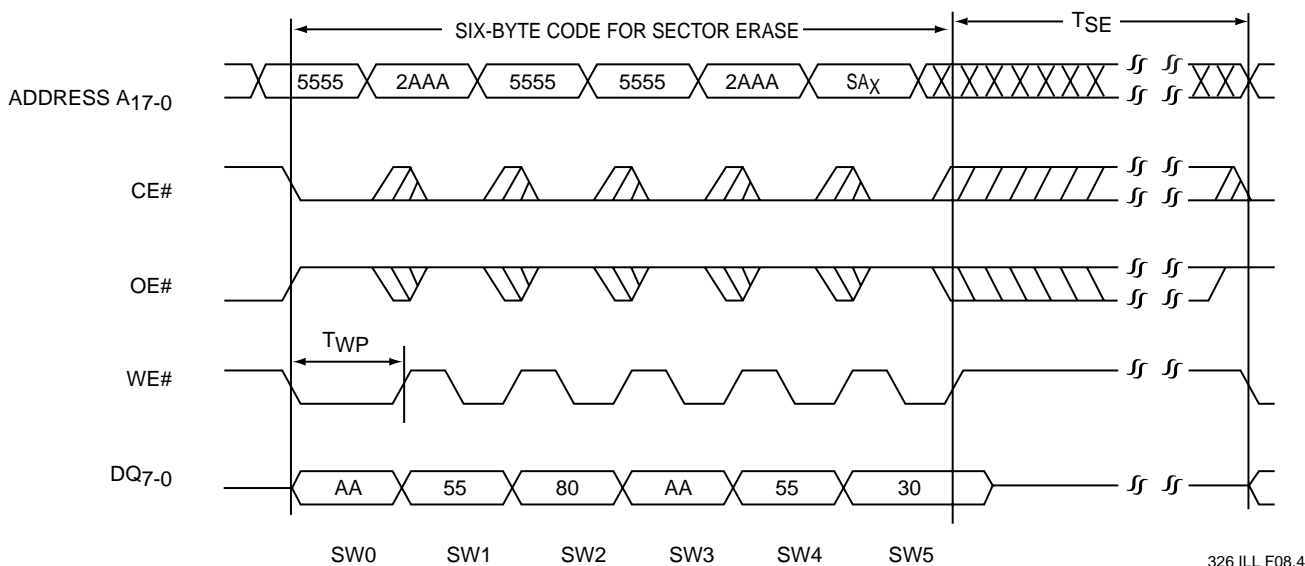 SIX-BYTE CODE FOR SECTOR ERASE
TSE
ADDRESS A17-0
5555 2AAA 5555 5555 2AAA SAX
CE#
OE#
TWP
WE#
DQ7-0
AA 55 80 AA 55 30
SW0 SW1 SW2 SW3 SW4 SW5
326 ILL F08.4